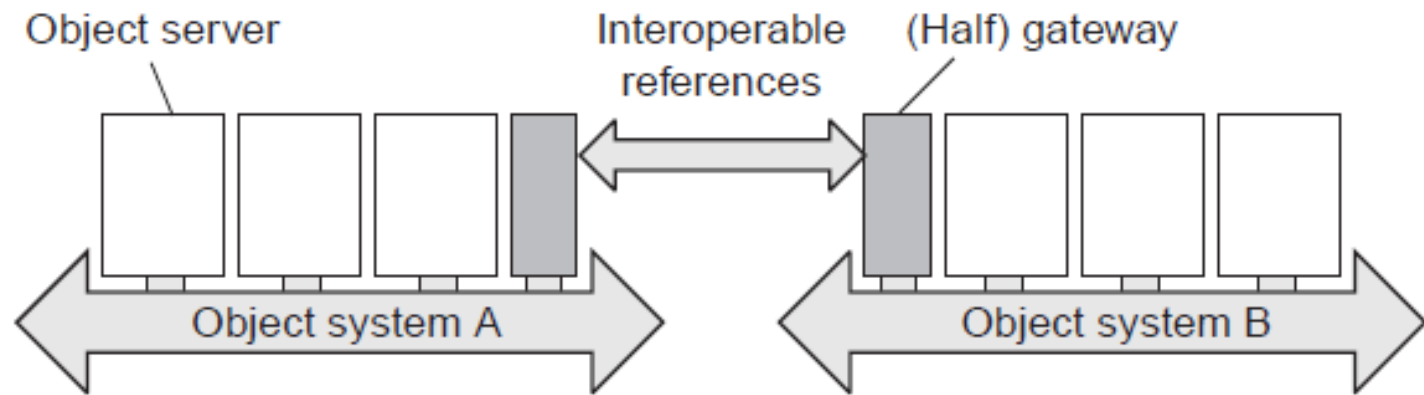 Object server
Interoperable
references
(Half) gateway
Object system A
Object system B